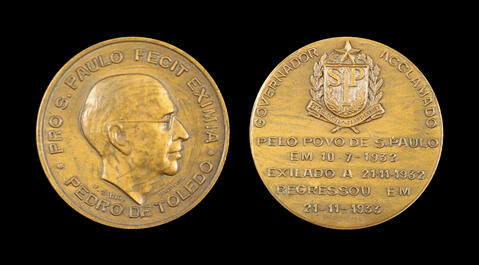 PRO S. PAULO FECIT EXIMIA
PEDRO DE TOLEDO
GOVERNADOR ACCLAMADO
SP
PELO POVO DE S. PAULO
EM 10-7-1932
EXILADO A 21-11-1932
REGRESSOU EM
21-11-1933